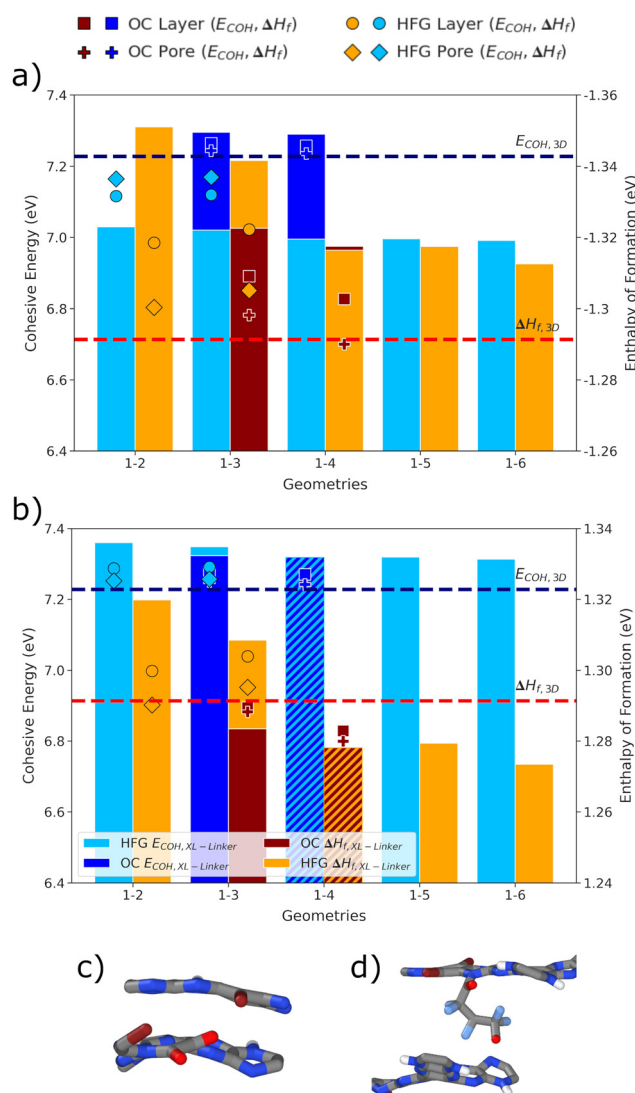 OC Layer (E_COH, ΔH_f)
HFG Layer (E_COH, ΔH_f)
OC Pore (E_COH, ΔH_f)
HFG Pore (E_COH, ΔH_f)
a)
7.4
7.2
7.0
6.8
6.6
6.4
Cohesive Energy (eV)
-1.36
-1.34
-1.32
-1.3
-1.28
-1.26
Enthalpy of Formation (eV)
E_COH, 3D
ΔH_f, 3D
1-2 1-3 1-4 1-5 1-6
Geometries
b)
7.4
7.2
7.0
6.8
6.6
6.4
Cohesive Energy (eV)
1.34
1.32
1.30
1.28
1.26
1.24
Enthalpy of Formation (eV)
E_COH, 3D
ΔH_f, 3D
HFG E_COH, XL−Linker
OC ΔH_f, XL−Linker
OC E_COH, XL−Linker
HFG ΔH_f, XL−Linker
1-2 1-3 1-4 1-5 1-6
Geometries
c)
d)